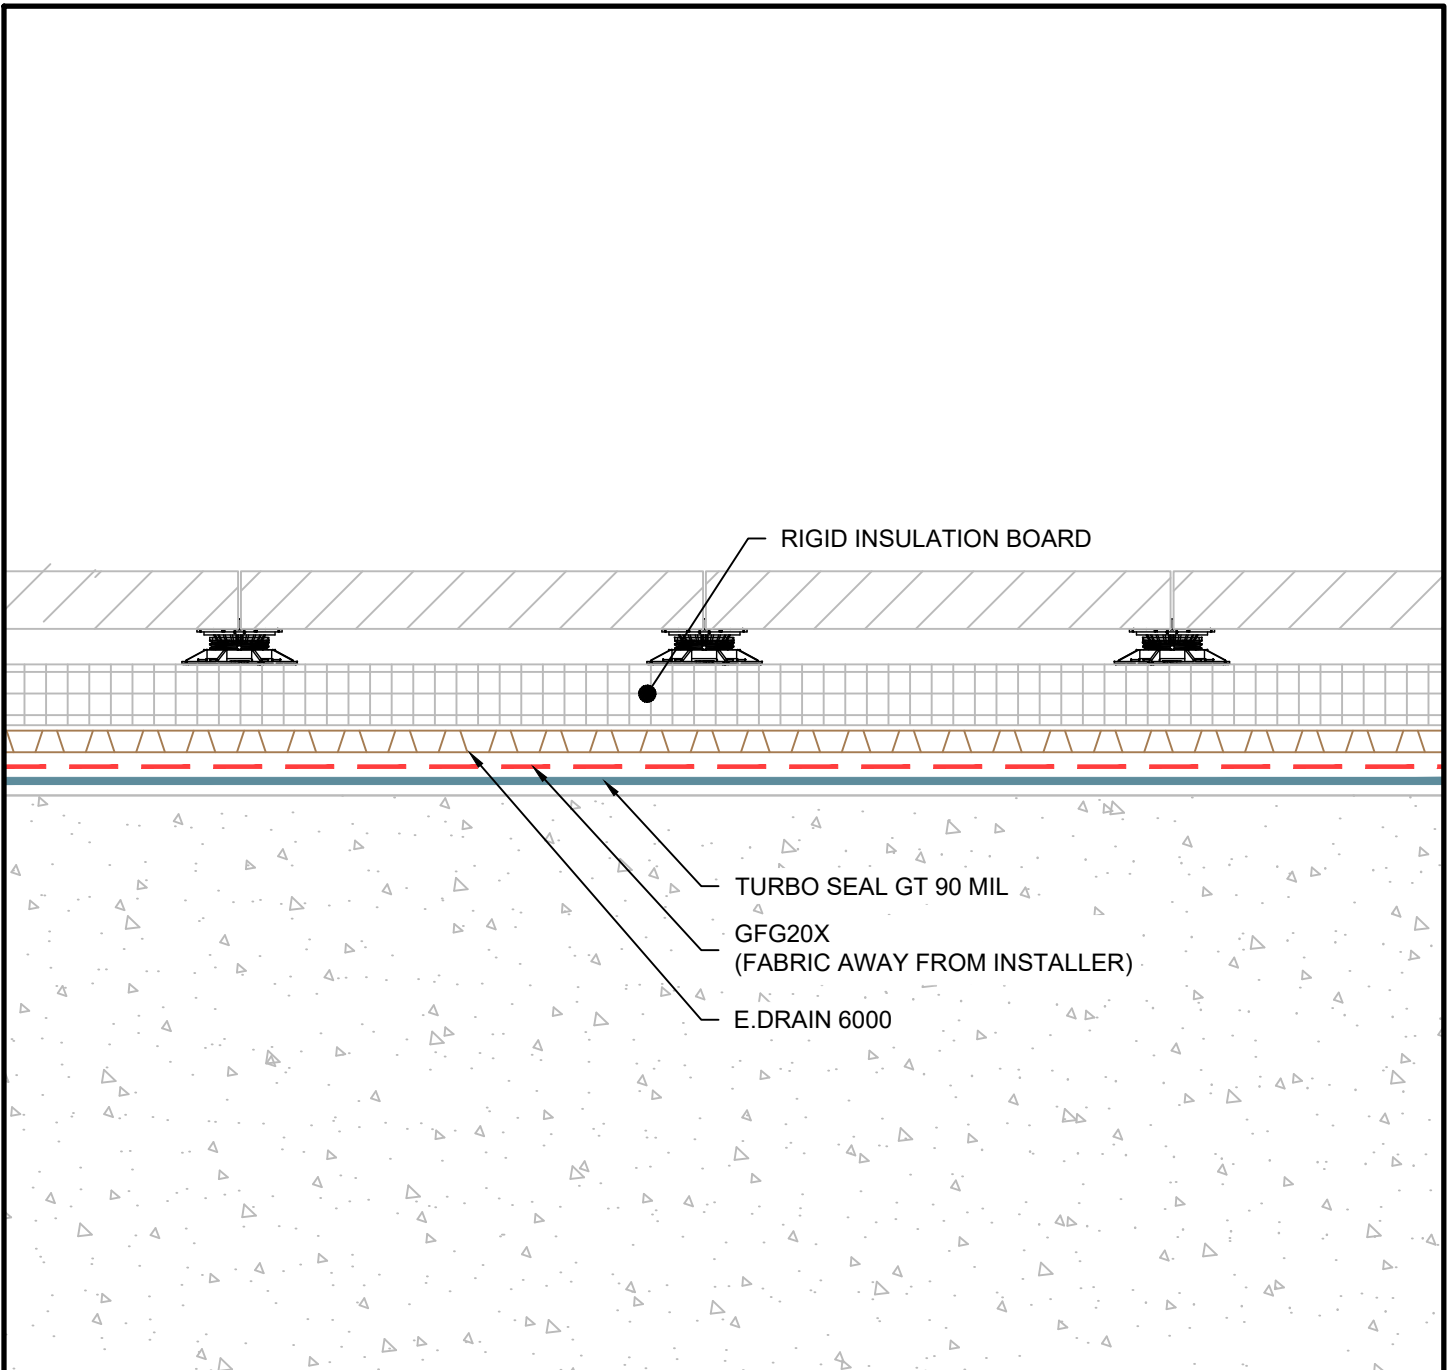 RIGID INSULATION BOARD
TURBO SEAL GT 90 MIL
GFG20X
(FABRIC AWAY FROM INSTALLER)
E.DRAIN 6000